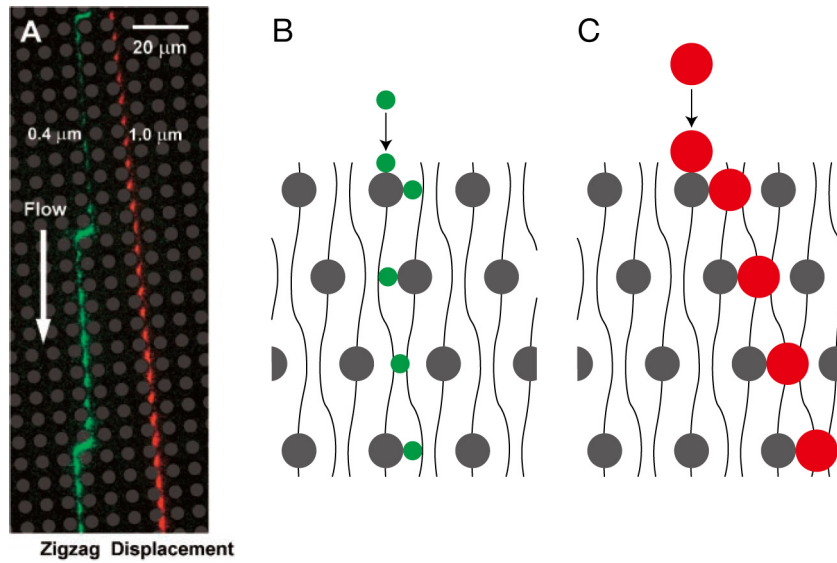 A
20 μm
0.4 μm
1.0 μm
Flow
Zigzag Displacement
B
C